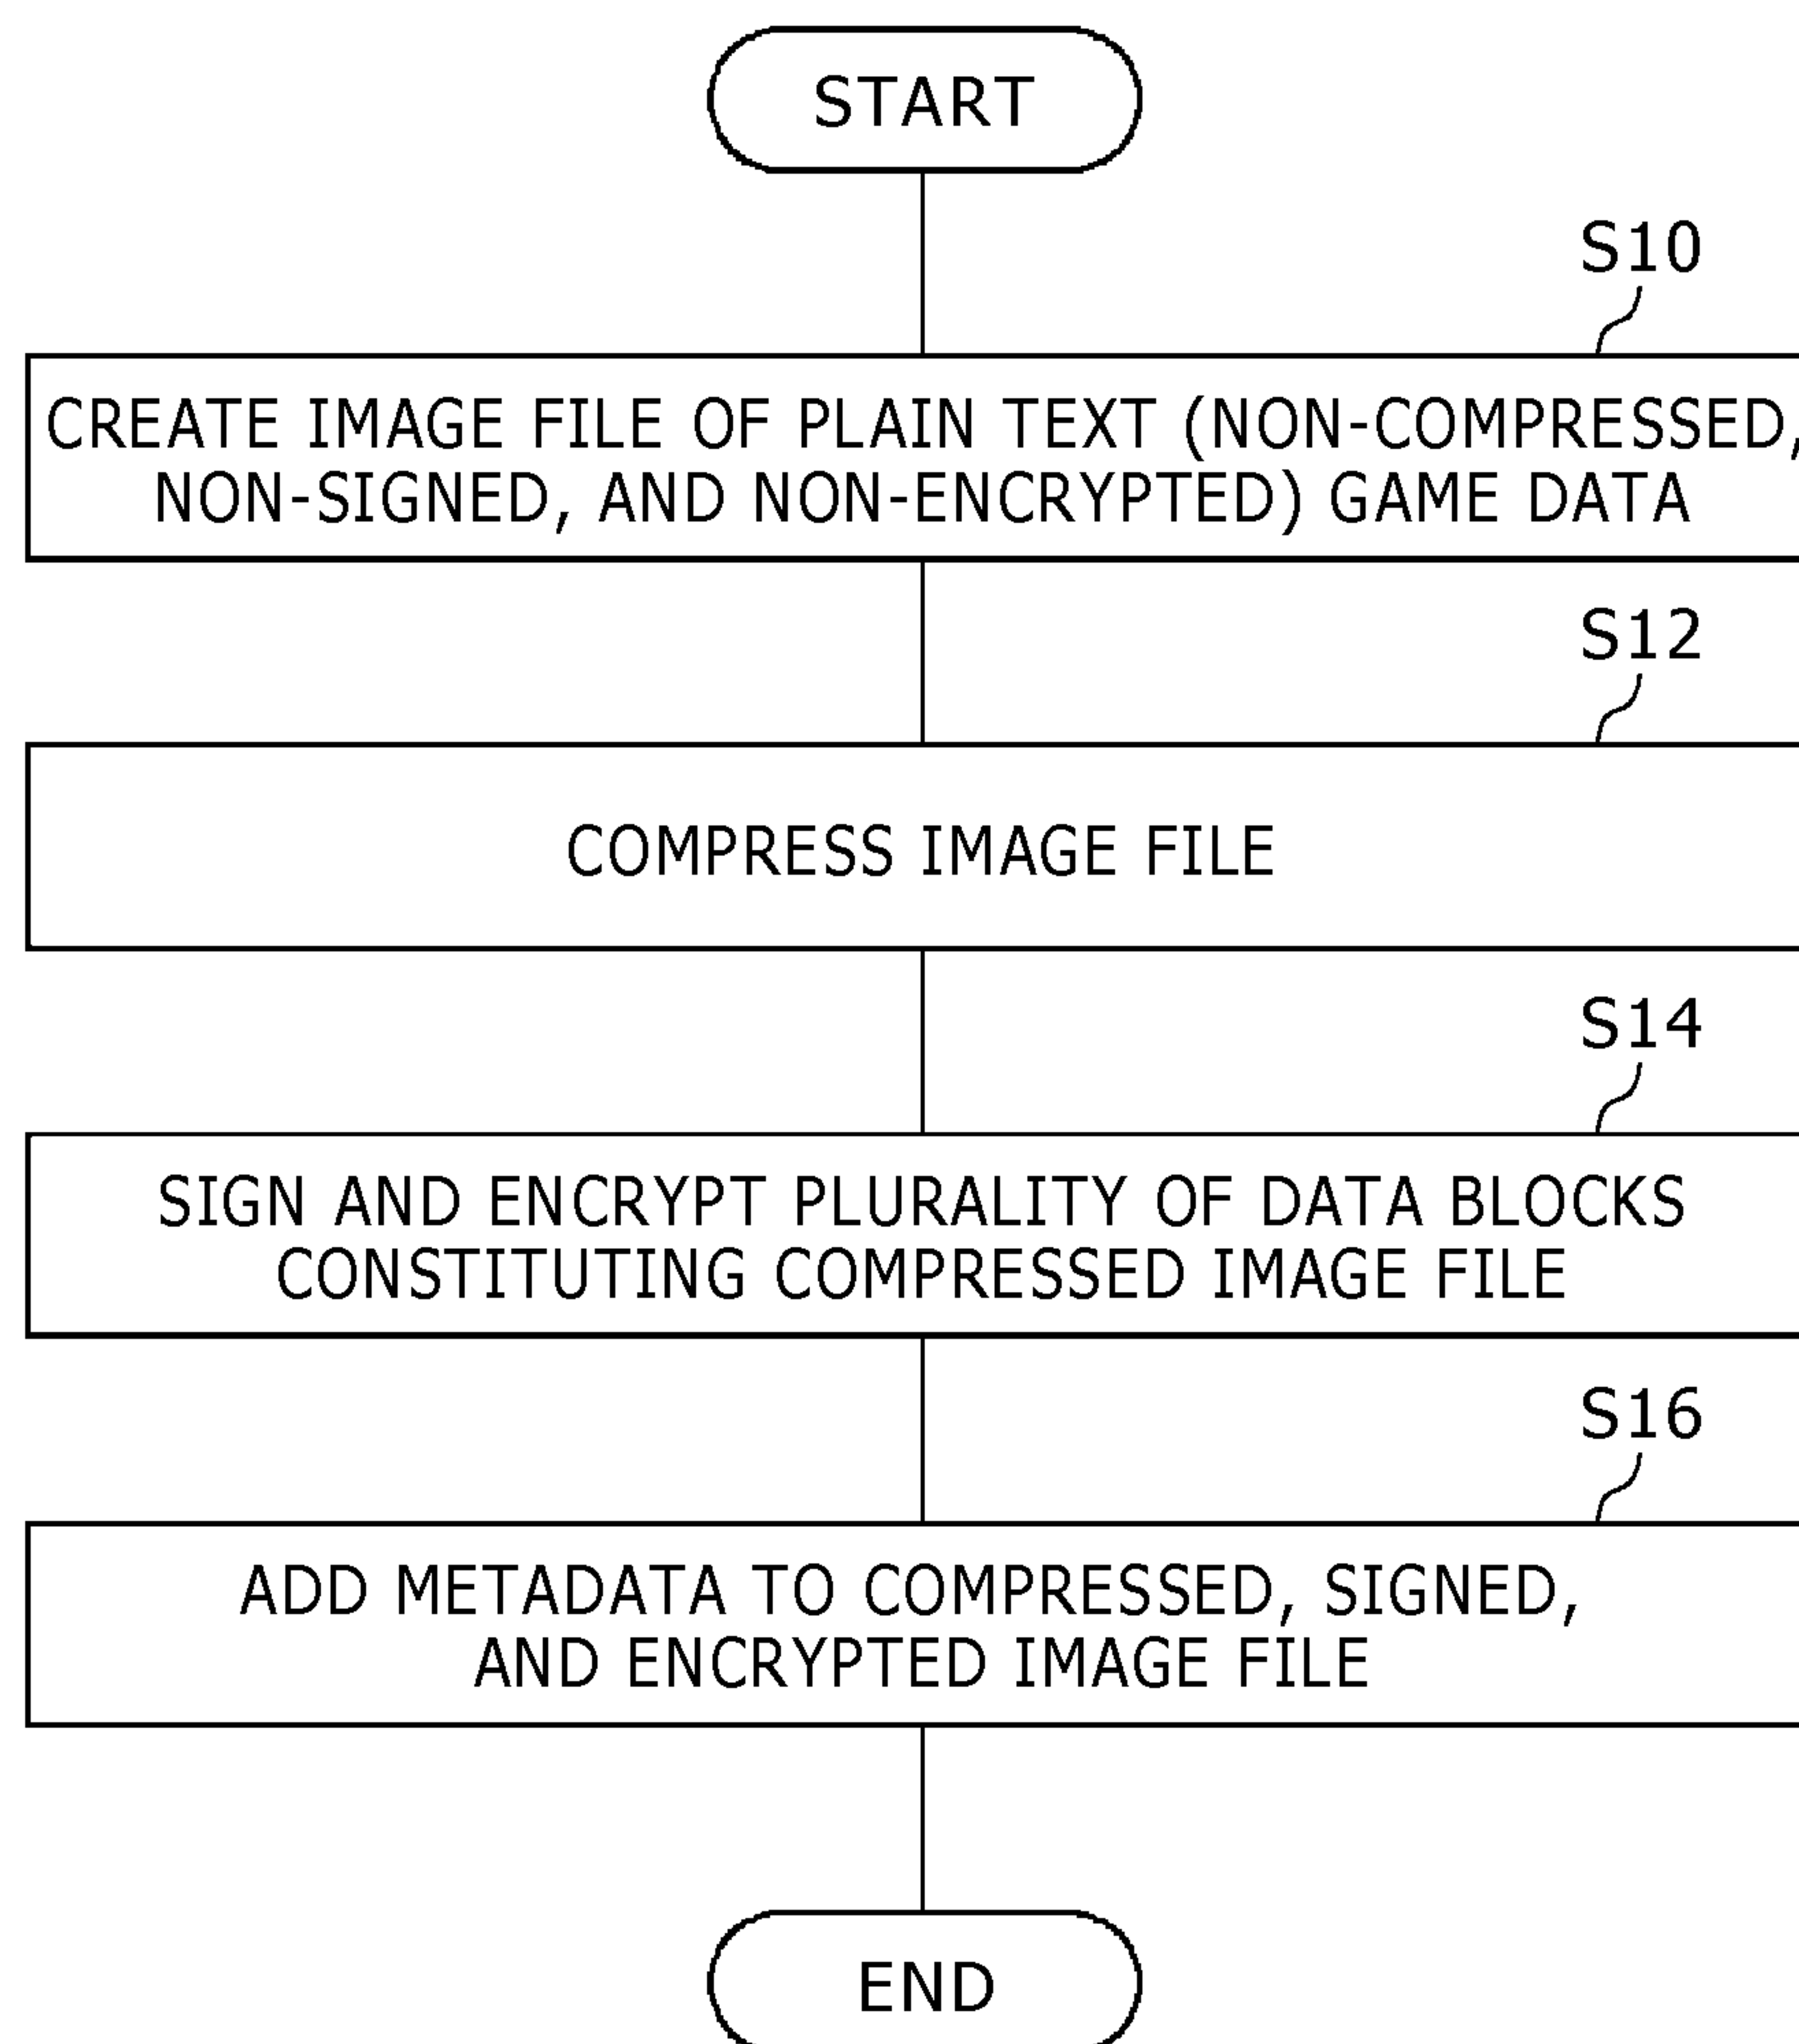 START
S10
CREATE IMAGE FILE OF PLAIN TEXT (NON-COMPRESSED,
NON-SIGNED, AND NON-ENCRYPTED) GAME DATA
S12
COMPRESS IMAGE FILE
S14
SIGN AND ENCRYPT PLURALITY OF DATA BLOCKS
CONSTITUTING COMPRESSED IMAGE FILE
S16
ADD METADATA TO COMPRESSED, SIGNED,
AND ENCRYPTED IMAGE FILE
END